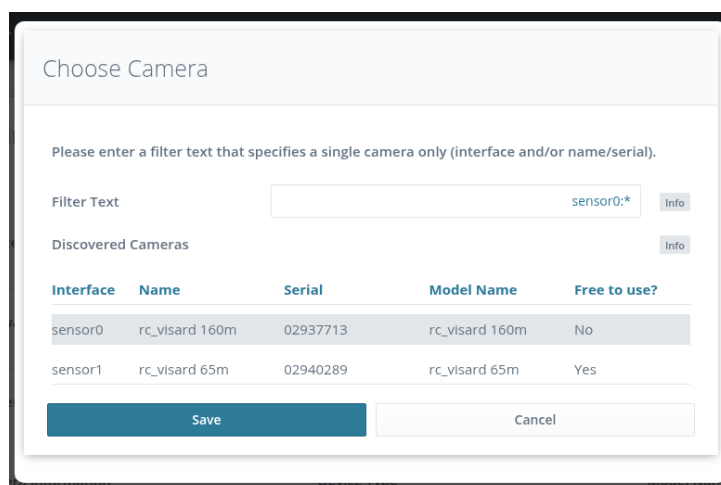 Choose Camera
Please enter a filter text that specifies a single camera only (interface and/or name/serial).
Filter Text sensor0:* Info
Discovered Cameras Info
Interface Name Serial Model Name Free to use?
sensor0 rc_visard 160m 02937713 rc_visard 160m No
sensor1 rc_visard 65m 02940289 rc_visard 65m Yes
Save Cancel